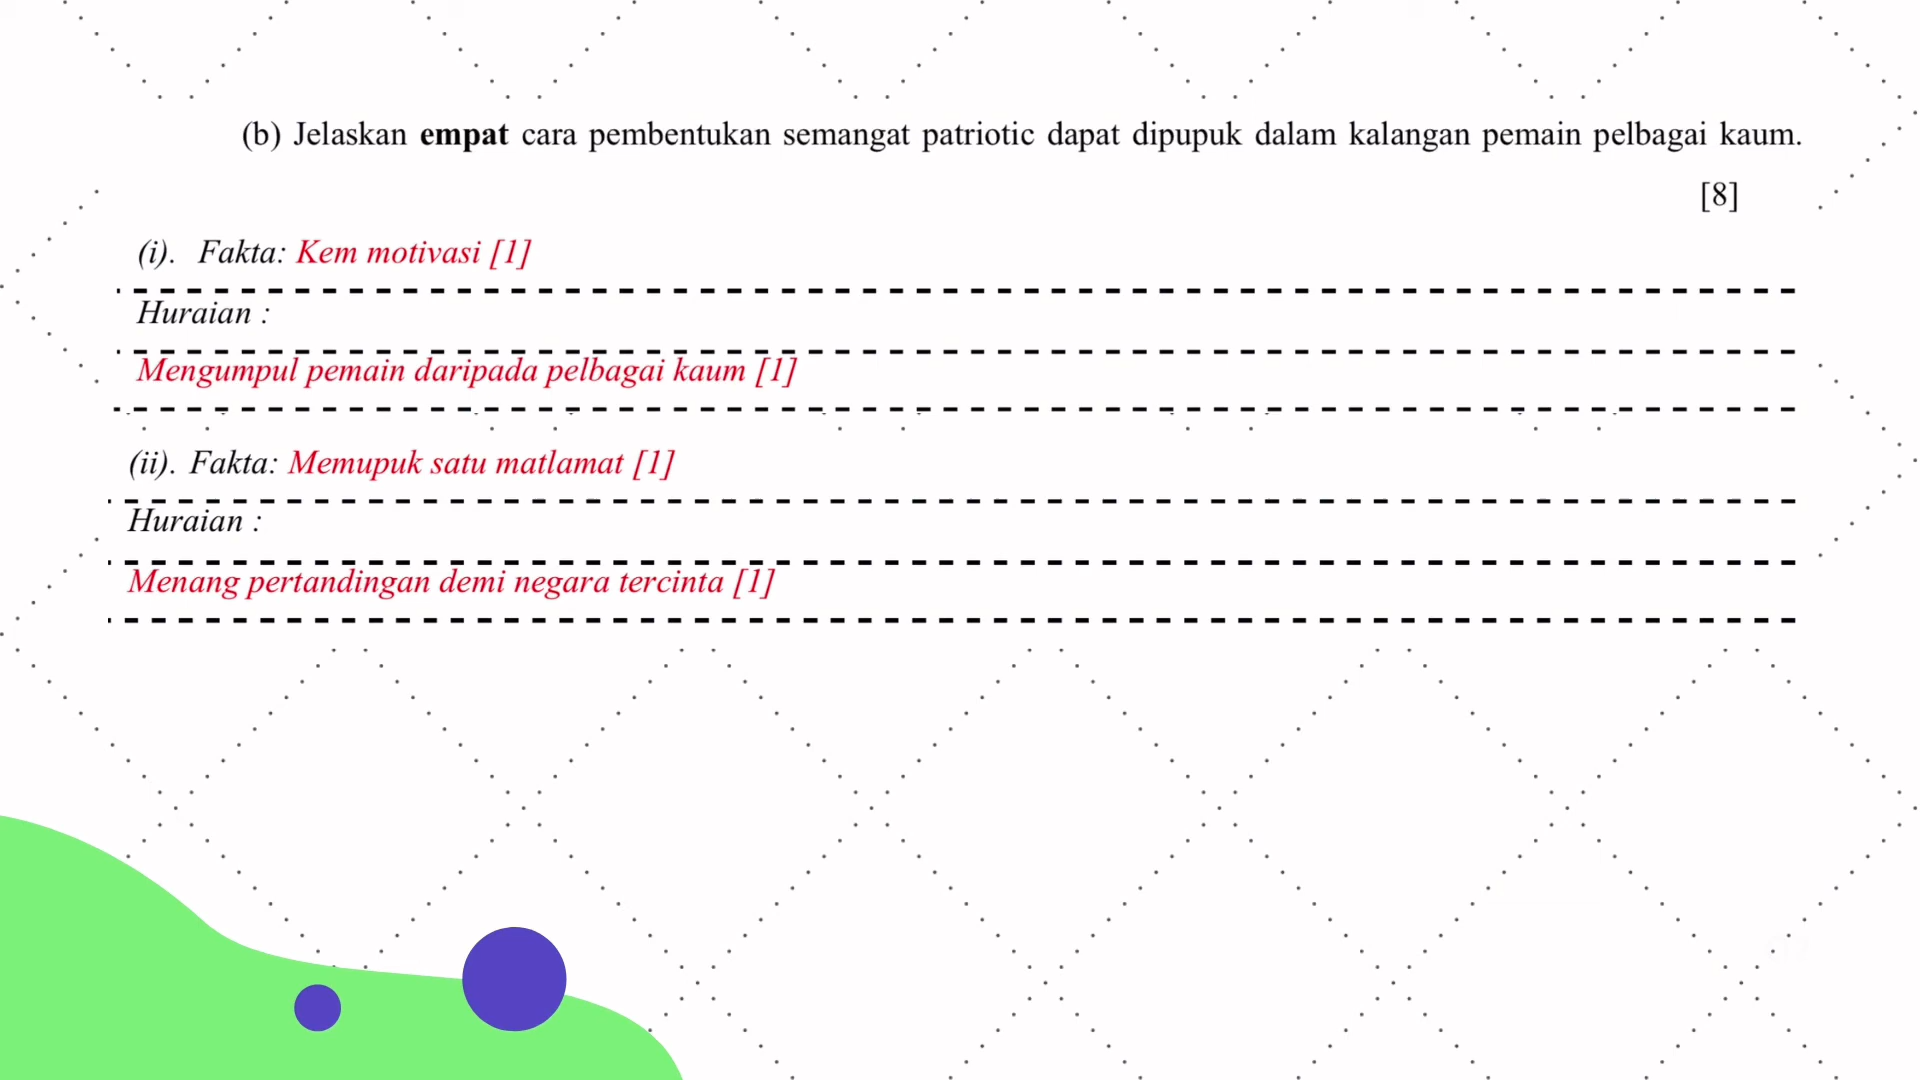 (b) Jelaskan empat cara pembentukan semangat patriotic dapat dipupuk dalam kalangan pemain pelbagai kaum.
[8]
(i). Fakta: Kem motivasi [1]
Huraian :
Mengumpul pemain daripada pelbagai kaum [1]
(ii). Fakta: Memupuk satu matlamat [1]
Huraian :
Menang pertandingan demi negara tercinta [1]